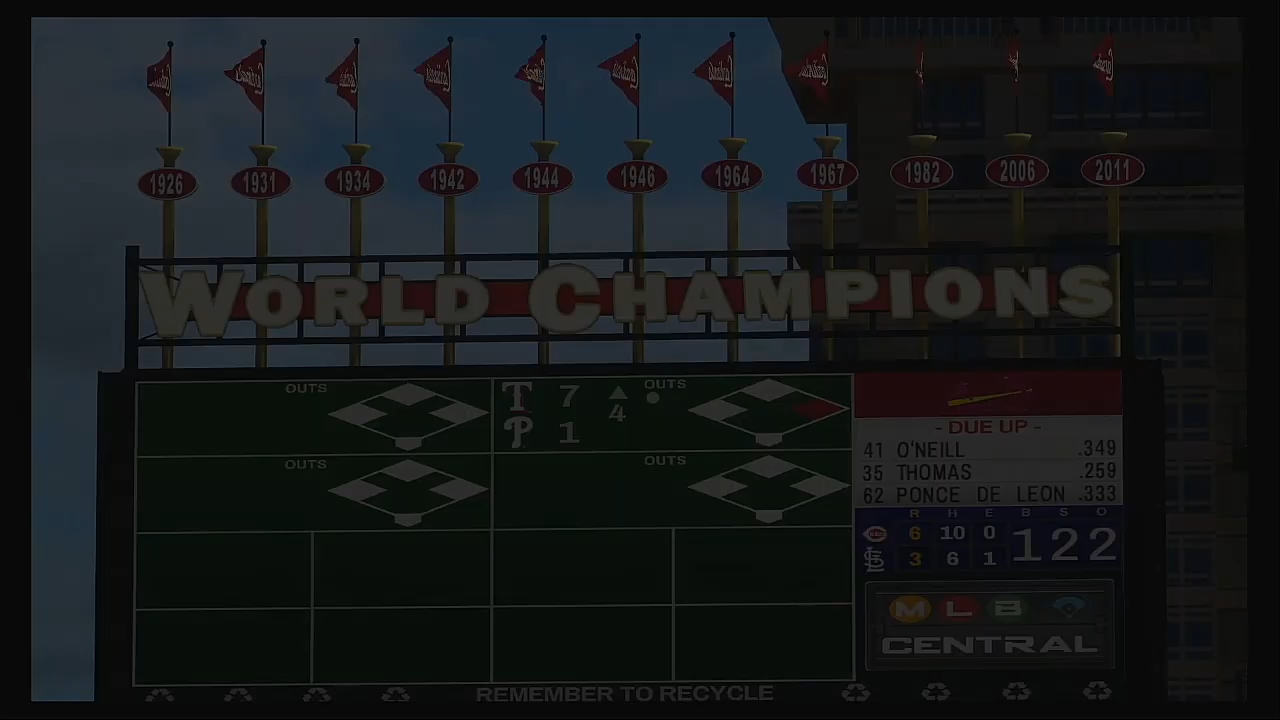 1926 1931 1934 1942 1944 1946 1964 1967 1982 2006 2011
WORLD CHAMPIONS
OUTS
T 7 4 OUTS
P 1
OUTS
OUTS
- DUE UP -
41 O'NEILL .349
35 THOMAS .259
62 PONCE DE LEON .333
R H E B S O
6 10 0 1 2 2
STL 3 6 1
MLB
CENTRAL
REMEMBER TO RECYCLE